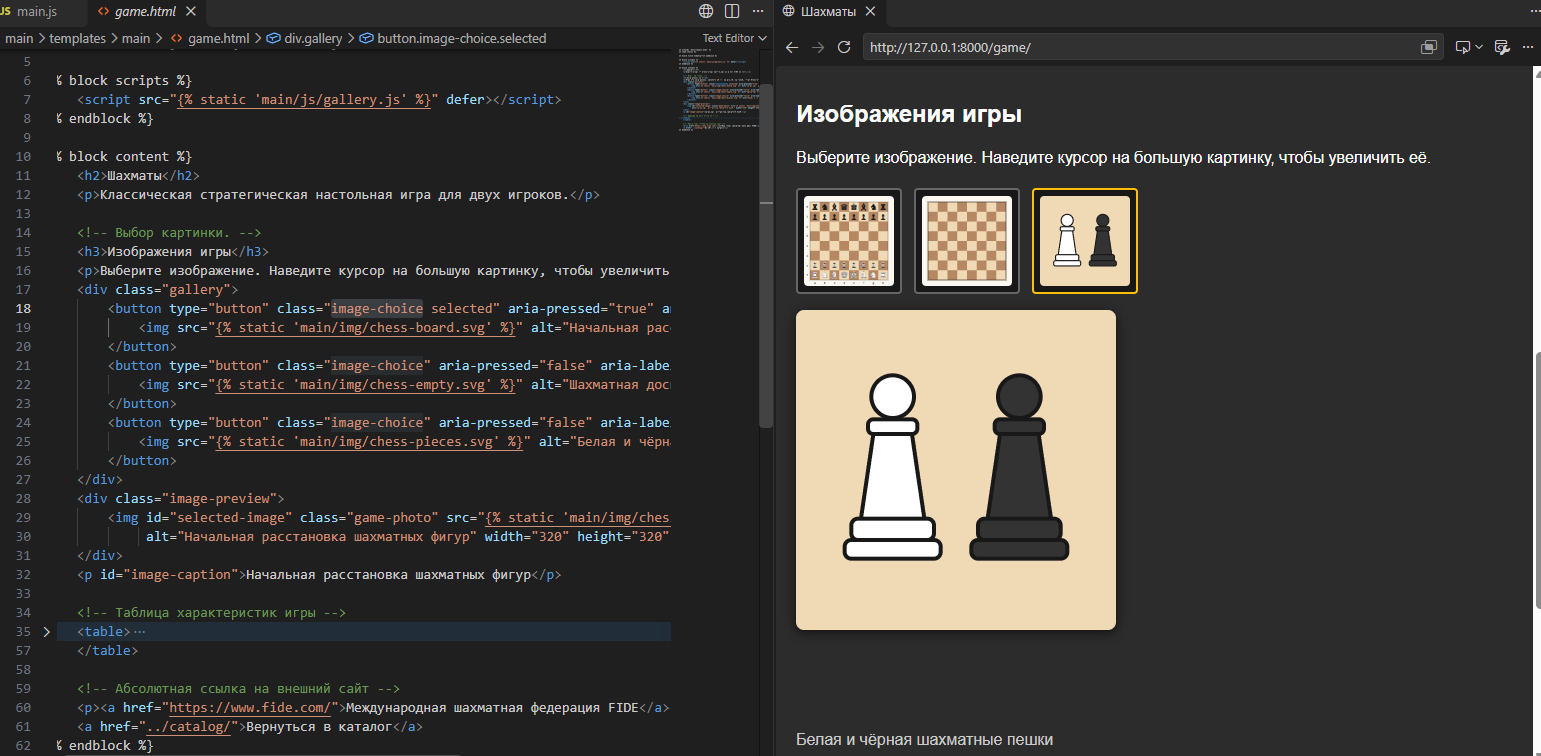 JS main.js
<> game.html
main > templates > main > <> game.html > div.gallery > button.image-choice.selected
Text Editor
5
6 block scripts %}
7 <script src="{% static 'main/js/gallery.js' %}" defer></script>
8 endblock %}
9
10 block content %}
11 <h2>Шахматы</h2>
12 <p>Классическая стратегическая настольная игра для двух игроков.</p>
13
14 <!-- Выбор картинки. -->
15 <h3>Изображения игры</h3>
16 <p>Выберите изображение. Наведите курсор на большую картинку, чтобы увеличить
17 <div class="gallery">
18 <button type="button" class="image-choice selected" aria-pressed="true"
19 <img src="{% static 'main/img/chess-board.svg' %}" alt="Начальная рас
20 </button>
21 <button type="button" class="image-choice" aria-pressed="false" aria-labe
22 <img src="{% static 'main/img/chess-empty.svg' %}" alt="Шахматная дос
23 </button>
24 <button type="button" class="image-choice" aria-pressed="false" aria-labe
25 <img src="{% static 'main/img/chess-pieces.svg' %}" alt="Белая и чёрн
26 </button>
27 </div>
28 <div class="image-preview">
29 <img id="selected-image" class="game-photo" src="{% static 'main/img/ches
30 alt="Начальная расстановка шахматных фигур" width="320" height="320"
31 </div>
32 <p id="image-caption">Начальная расстановка шахматных фигур</p>
33
34 <!-- Таблица характеристик игры -->
35 <table>···
57 </table>
58
59 <!-- Абсолютная ссылка на внешний сайт -->
60 <p><a href="https://www.fide.com/">Международная шахматная федерация FIDE</a>
61 <a href="../catalog/">Вернуться в каталог</a>
62 endblock %}
Шахматы
http://127.0.0.1:8000/game/
Изображения игры
Выберите изображение. Наведите курсор на большую картинку, чтобы увеличить её.
Белая и чёрная шахматные пешки